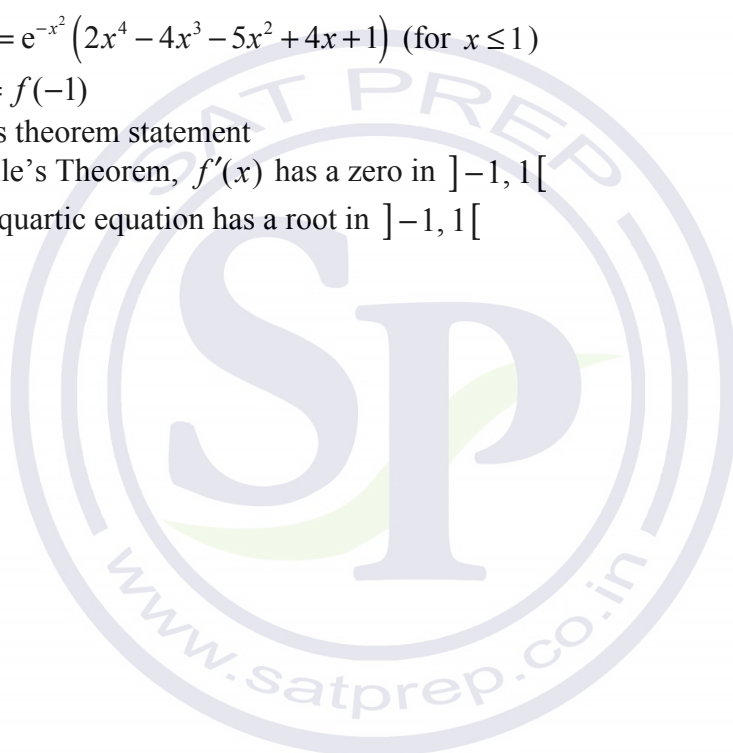 = e^{-x^2} (2x^4 − 4x^3 − 5x^2 + 4x + 1) (for x ≤ 1)
= f(−1)
s theorem statement
le's Theorem, f′(x) has a zero in ]−1, 1[
quartic equation has a root in ]−1, 1[
SAT PREP
SP
www.satprep.co.in